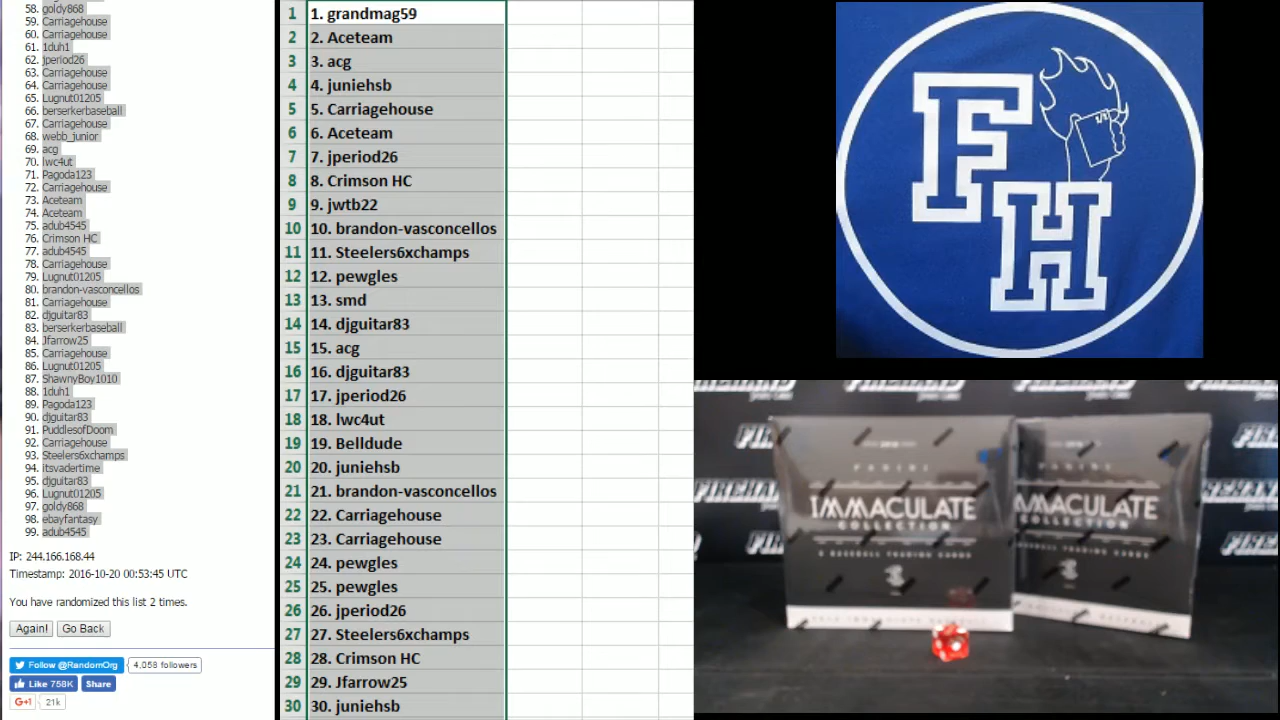 58. goldy868
59. Carriagehouse
60. Carriagehouse
61. 1duh1
62. jperiod26
63. Carriagehouse
64. Carriagehouse
65. Lugnut01205
66. berserkerbaseball
67. Carriagehouse
68. webb_junior
69. acg
70. lwc4ut
71. Pagoda123
72. Carriagehouse
73. Aceteam
74. Aceteam
75. adub4545
76. Crimson HC
77. adub4545
78. Carriagehouse
79. Lugnut01205
80. brandon-vasconcellos
81. Carriagehouse
82. djguitar83
83. berserkerbaseball
84. Jfarrow25
85. Carriagehouse
86. Lugnut01205
87. ShawnyBoy1010
88. 1duh1
89. Pagoda123
90. djguitar83
91. PuddlesofDoom
92. Carriagehouse
93. Steelers6xchamps
94. itsvadertime
95. djguitar83
96. Lugnut01205
97. goldy868
98. ebayfantasy
99. adub4545
IP: 244.166.168.44
Timestamp: 2016-10-20 00:53:45 UTC
You have randomized this list 2 times.
Again! Go Back
Follow @RandomOrg 4,058 followers
Like 758K Share
G+1 21k
1 1. grandmag59
2 2. Aceteam
3 3. acg
4 4. juniehsb
5 5. Carriagehouse
6 6. Aceteam
7 7. jperiod26
8 8. Crimson HC
9 9. jwtb22
10 10. brandon-vasconcellos
11 11. Steelers6xchamps
12 12. pewgles
13 13. smd
14 14. djguitar83
15 15. acg
16 16. djguitar83
17 17. jperiod26
18 18. lwc4ut
19 19. Belldude
20 20. juniehsb
21 21. brandon-vasconcellos
22 22. Carriagehouse
23 23. Carriagehouse
24 24. pewgles
25 25. pewgles
26 26. jperiod26
27 27. Steelers6xchamps
28 28. Crimson HC
29 29. Jfarrow25
30 30. juniehsb
F
H
1/1
FIREHAND
PANINI
IMMACULATE
COLLECTION
BASEBALL TRADING CARDS
PANINI
IMMACULATE
COLLECTION